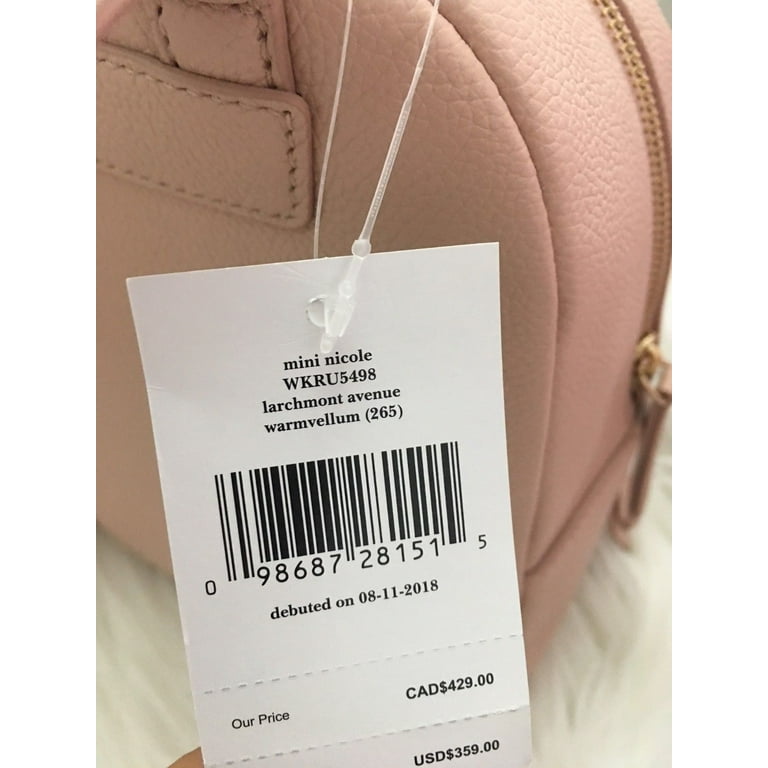 mini nicole
WKRU5498
larchmont avenue
warmvellum (265)
0 98687 28151 5
debuted on 08-11-2018
CAD$429.00
Our Price
USD$359.00